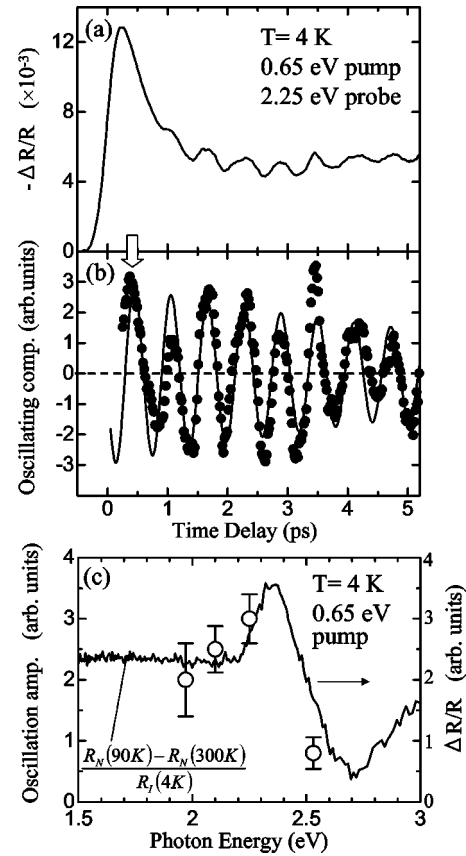 (a)
T= 4 K
0.65 eV pump
2.25 eV probe
-Δ R/R (×10⁻³)
12
8
4
0
(b)
Oscillating comp. (arb.units)
3
2
1
0
-1
-2
-3
0 1 2 3 4 5
Time Delay (ps)
(c)
T= 4 K
0.65 eV
pump
Oscillation amp. (arb. units)
4
3
2
1
0
Δ R/R (arb. units)
4
3
2
1
0
R_N(90K) − R_N(300K)
R_I(4K)
1.5 2 2.5 3
Photon Energy (eV)